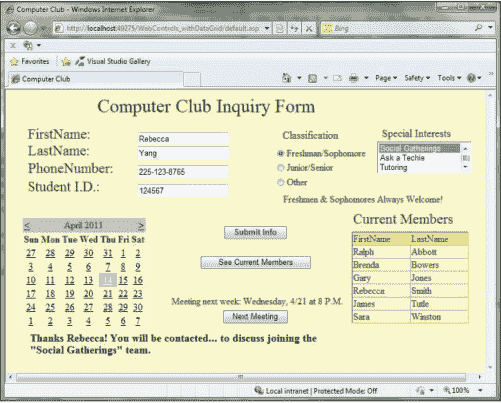 Computer Club - Windows Internet Explorer
http://localhost:49275/WebControls_withDataGrid/default.asp
Bing
Favorites Visual Studio Gallery
Computer Club
Page Safety Tools
Computer Club Inquiry Form
FirstName: Rebecca
LastName: Yang
PhoneNumber: 225-123-8765
Student I.D.: 124567
Classification
Freshman/Sophomore
Junior/Senior
Other
Freshmen & Sophomores Always Welcome!
Special Interests
Social Gatherings
Ask a Techie
Tutoring
< April 2011 >
Sun Mon Tue Wed Thu Fri Sat
27 28 29 30 31 1 2
3 4 5 6 7 8 9
10 11 12 13 14 15 16
17 18 19 20 21 22 23
24 25 26 27 28 29 30
1 2 3 4 5 6 7
Submit Info
See Current Members
Meeting next week: Wednesday, 4/21 at 8 P.M.
Next Meeting
Current Members
FirstName LastName
Ralph Abbott
Brenda Bowers
Gary Jones
Rebecca Smith
James Tutle
Sara Winston
Thanks Rebecca! You will be contacted... to discuss joining the
"Social Gatherings" team.
Local intranet | Protected Mode: Off
100%